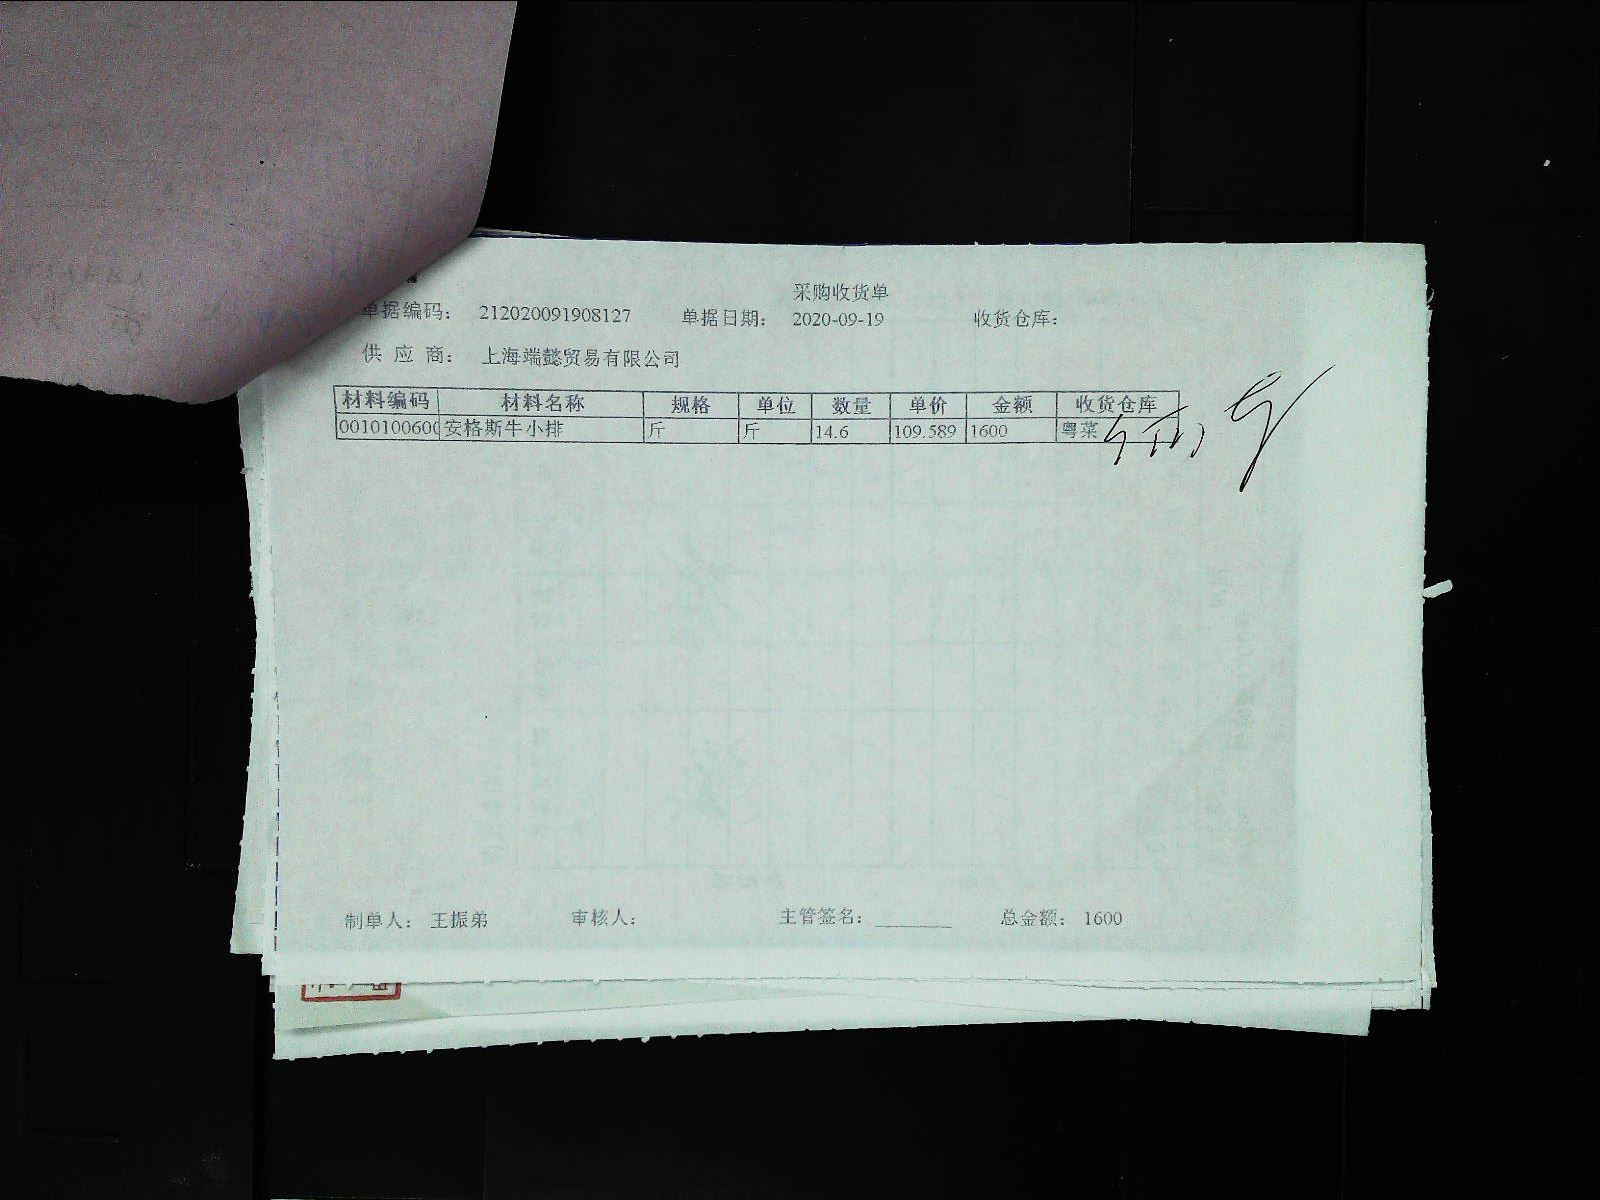 采购收货单
单据编码： 212020091908127 单据日期： 2020-09-19 收货仓库：
供 应 商： 上海端懿贸易有限公司
材料编码 材料名称 规格 单位 数量 单价 金额 收货仓库
0010100600 安格斯牛小排 斤 斤 14.6 109.589 1600 粤菜
制单人： 王振弟 审核人： 主管签名：________ 总金额： 1600